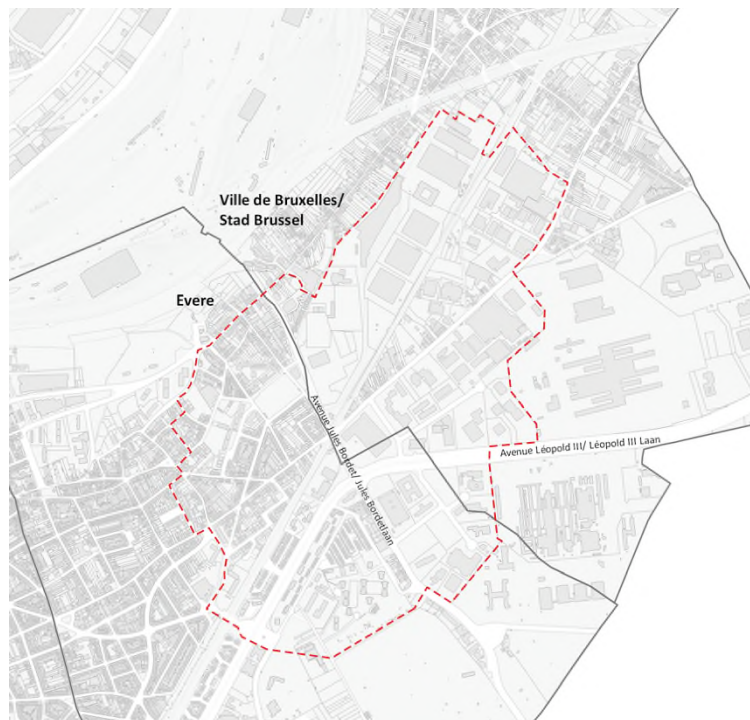 Ville de Bruxelles/
Stad Brussel
Evere
Avenue Jules Bordet/ Jules Bordetlaan
Avenue Léopold III/ Léopold III Laan